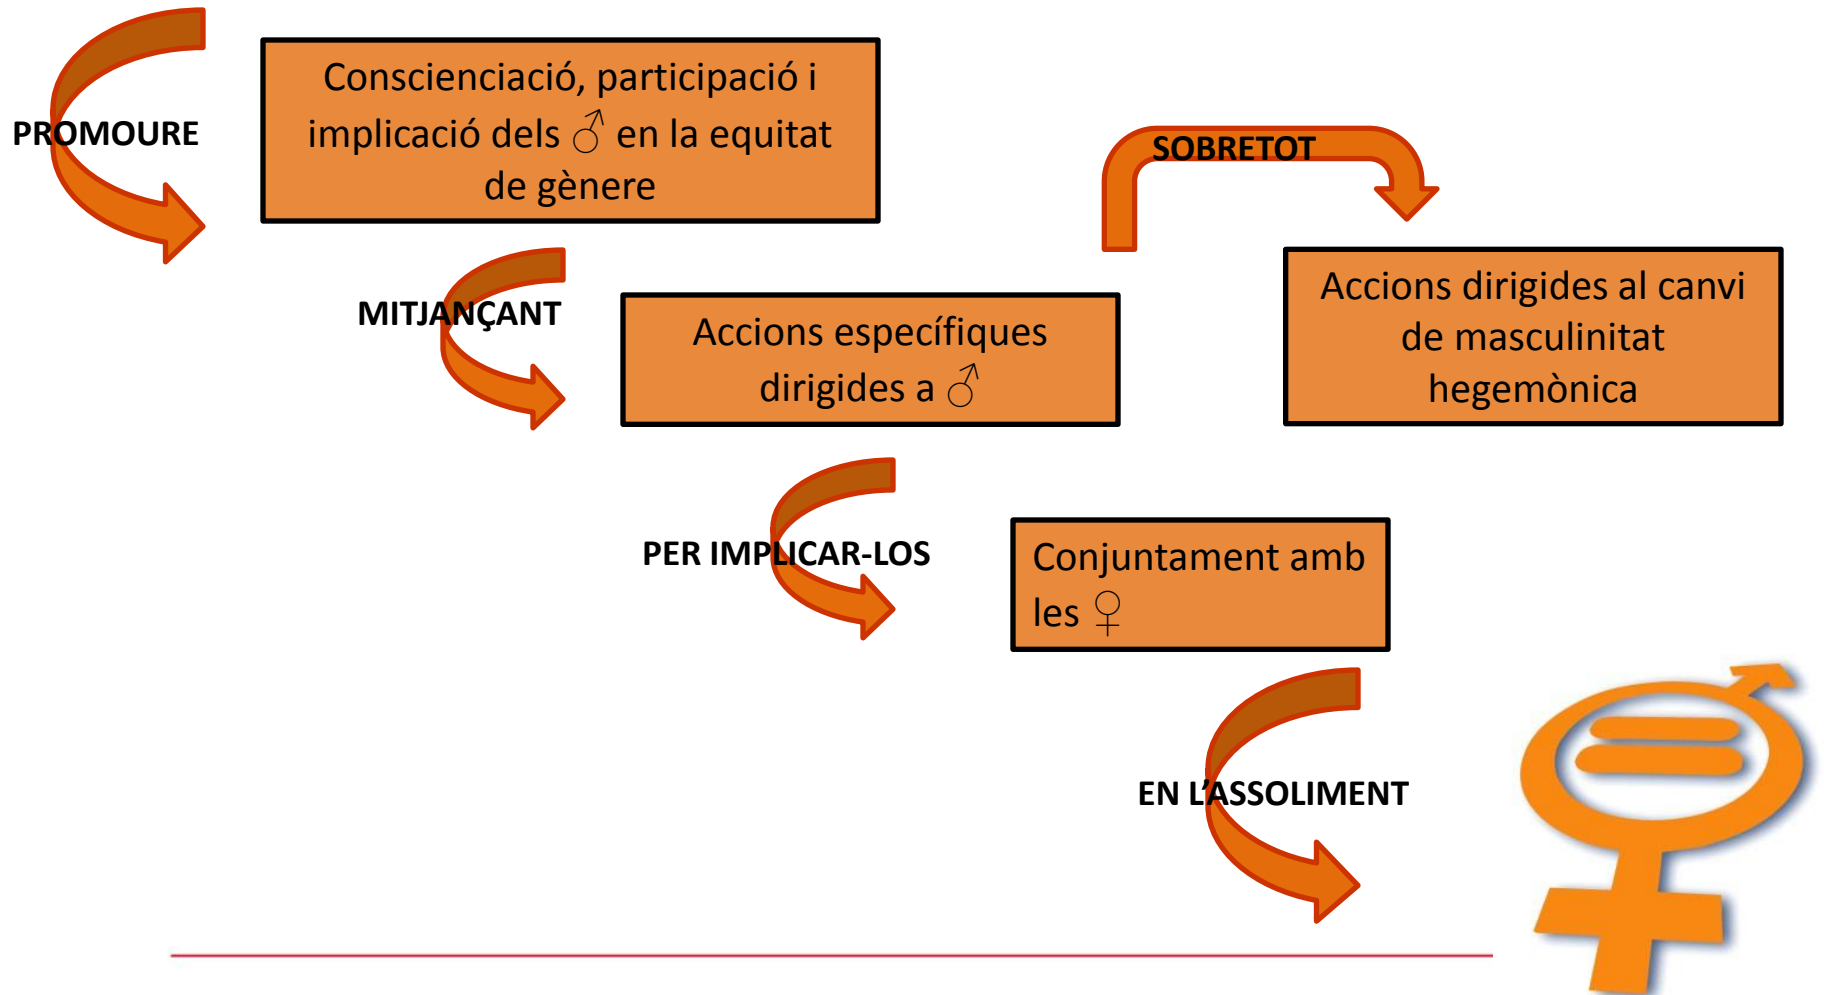 PROMOURE
Conscienciació, participació i
implicació dels ♂ en la equitat
de gènere
SOBRETOT
MITJANÇANT
Accions específiques
dirigides a ♂
Accions dirigides al canvi
de masculinitat
hegemònica
PER IMPLICAR-LOS
Conjuntament amb
les ♀
EN L’ASSOLIMENT